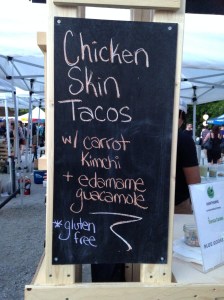 Chicken
Skin
Tacos
w/ carrot
Kimchi
+ edamame
guacamole
*gluten
free